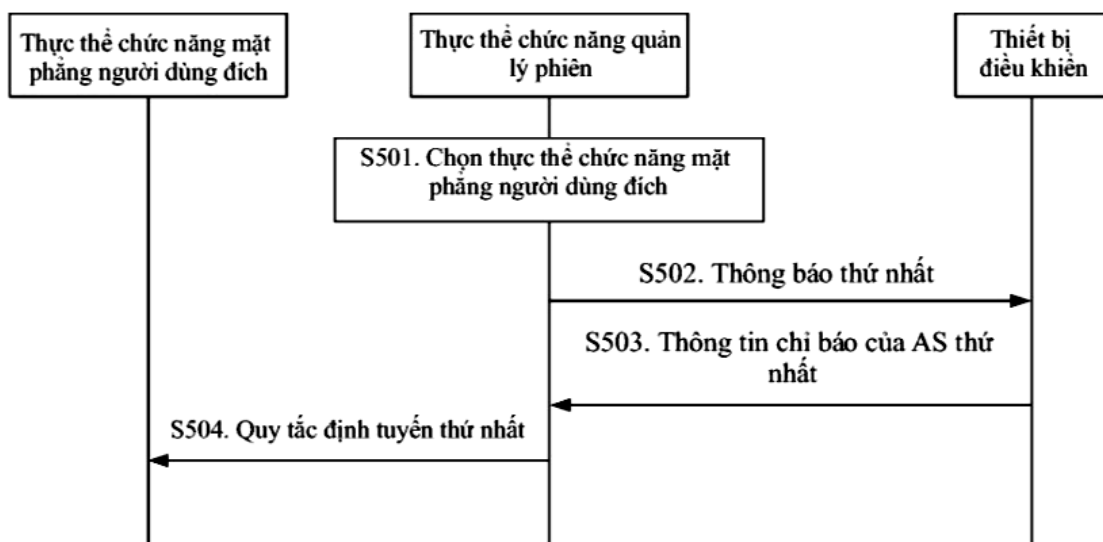 Thực thể chức năng mặt
phẳng người dùng đích
Thực thể chức năng quản
lý phiên
Thiết bị
điều khiển
S501. Chọn thực thể chức năng mặt
phẳng người dùng đích
S502. Thông báo thứ nhất
S503. Thông tin chỉ báo của AS thứ
nhất
S504. Quy tắc định tuyến thứ nhất